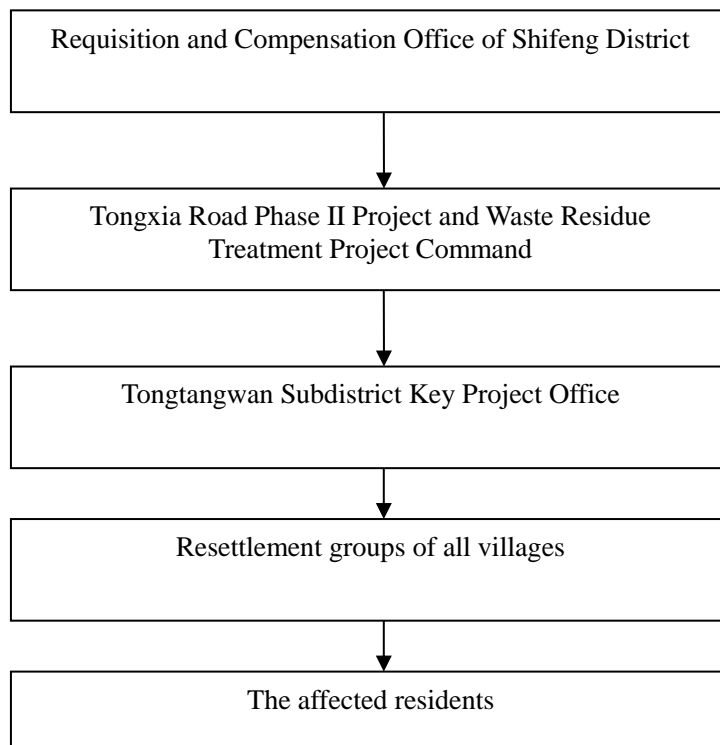 Requisition and Compensation Office of Shifeng District
Tongxia Road Phase II Project and Waste Residue
Treatment Project Command
Tongtangwan Subdistrict Key Project Office
Resettlement groups of all villages
The affected residents